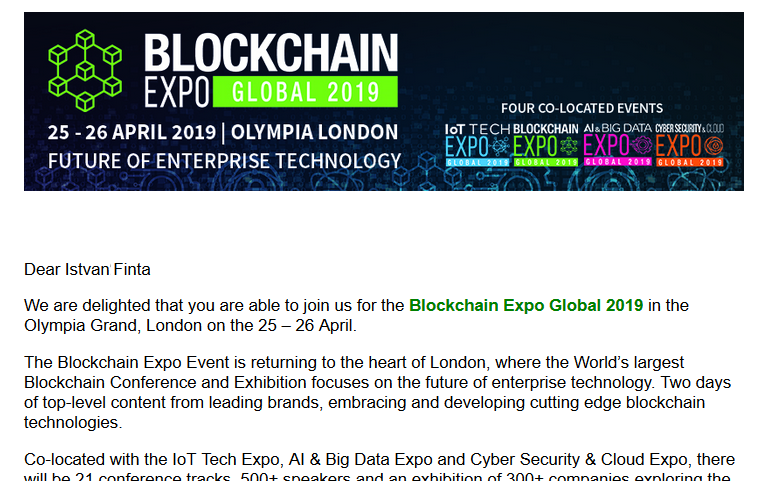 BLOCKCHAIN
EXPO GLOBAL 2019
25 - 26 APRIL 2019 | OLYMPIA LONDON
FUTURE OF ENTERPRISE TECHNOLOGY
FOUR CO-LOCATED EVENTS
IoT TECH
EXPO
GLOBAL 2019
BLOCKCHAIN
EXPO
GLOBAL 2019
AI & BIG DATA
EXPO
GLOBAL 2019
CYBER SECURITY & CLOUD
EXPO
GLOBAL 2019
Dear Istvan Finta
We are delighted that you are able to join us for the Blockchain Expo Global 2019 in the
Olympia Grand, London on the 25 – 26 April.
The Blockchain Expo Event is returning to the heart of London, where the World’s largest
Blockchain Conference and Exhibition focuses on the future of enterprise technology. Two days
of top-level content from leading brands, embracing and developing cutting edge blockchain
technologies.
Co-located with the IoT Tech Expo, AI & Big Data Expo and Cyber Security & Cloud Expo, there
will be 21 conference tracks, 500+ speakers and an exhibition of 300+ companies exploring the